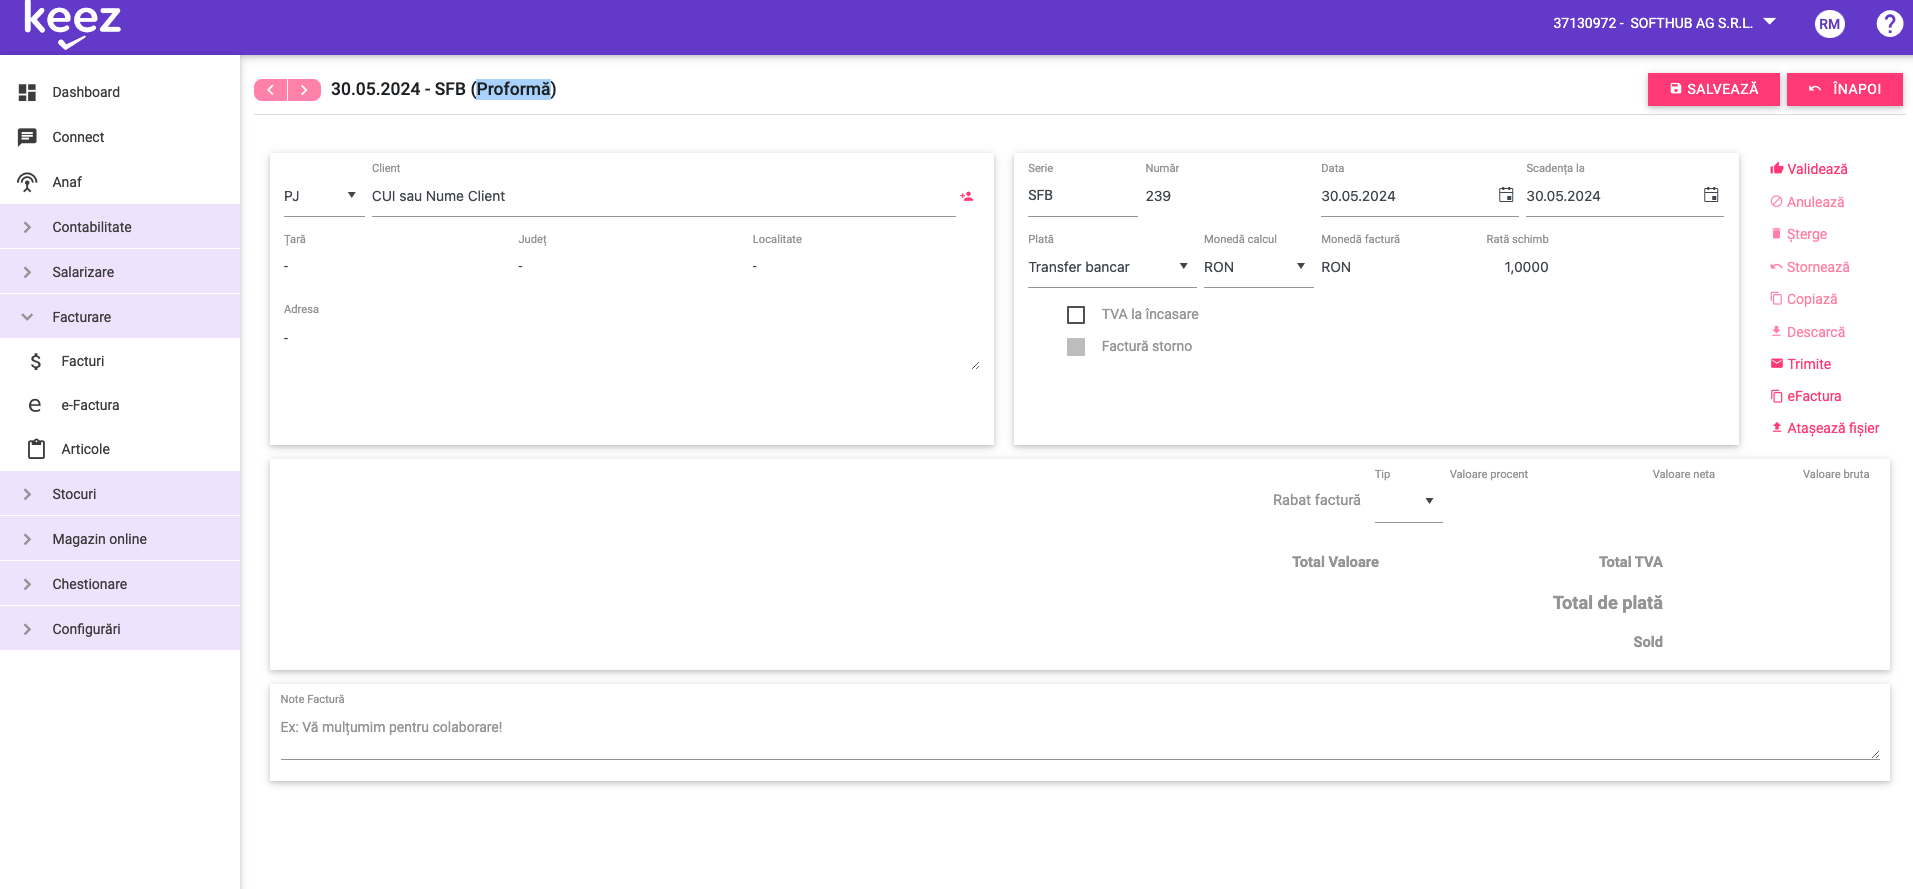 keez
37130972 - SOFTHUB AG S.R.L.
RM
?
Dashboard
Connect
Anaf
Contabilitate
Salarizare
Facturare
Facturi
e-Factura
Articole
Stocuri
Magazin online
Chestionare
Configurări
30.05.2024 - SFB (Proformă)
SALVEAZĂ
ÎNAPOI
Client
PJ
CUI sau Nume Client
Țară
Județ
Localitate
-
-
-
Adresa
-
Serie
Număr
Data
Scadența la
SFB
239
30.05.2024
30.05.2024
Plată
Monedă calcul
Monedă factură
Rată schimb
Transfer bancar
RON
RON
1,0000
TVA la încasare
Factură storno
Validează
Anulează
Șterge
Stornează
Copiază
Descarcă
Trimite
eFactura
Atașează fișier
Tip
Valoare procent
Valoare neta
Valoare bruta
Rabat factură
Total Valoare
Total TVA
Total de plată
Sold
Note Factură
Ex: Vă mulțumim pentru colaborare!